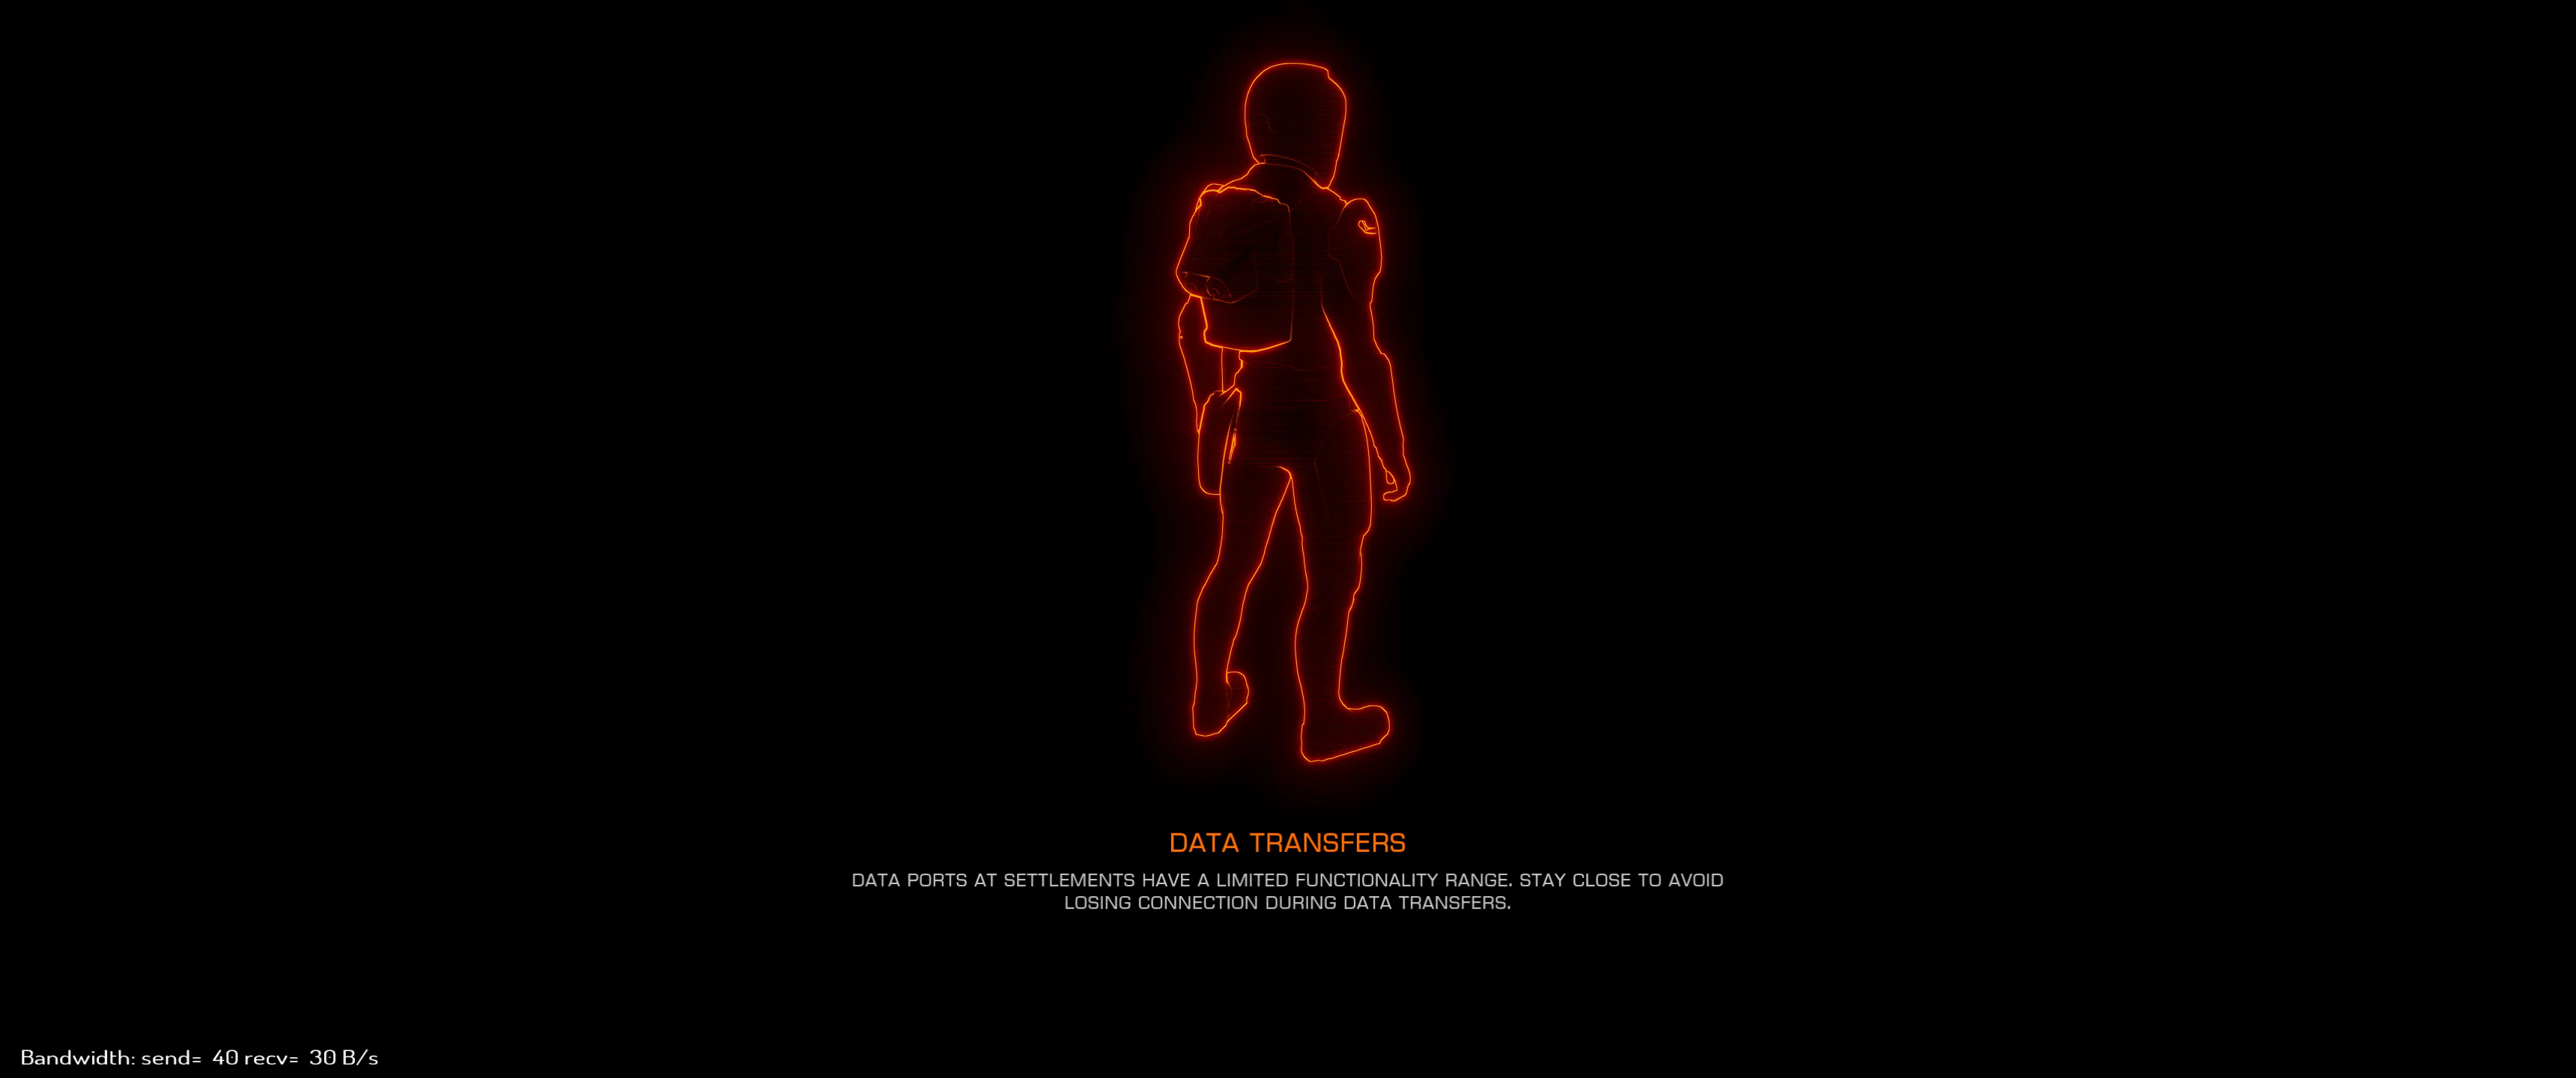 DATA TRANSFERS
DATA PORTS AT SETTLEMENTS HAVE A LIMITED FUNCTIONALITY RANGE. STAY CLOSE TO AVOID
LOSING CONNECTION DURING DATA TRANSFERS.
Bandwidth: send= 40 recv= 30 B/s